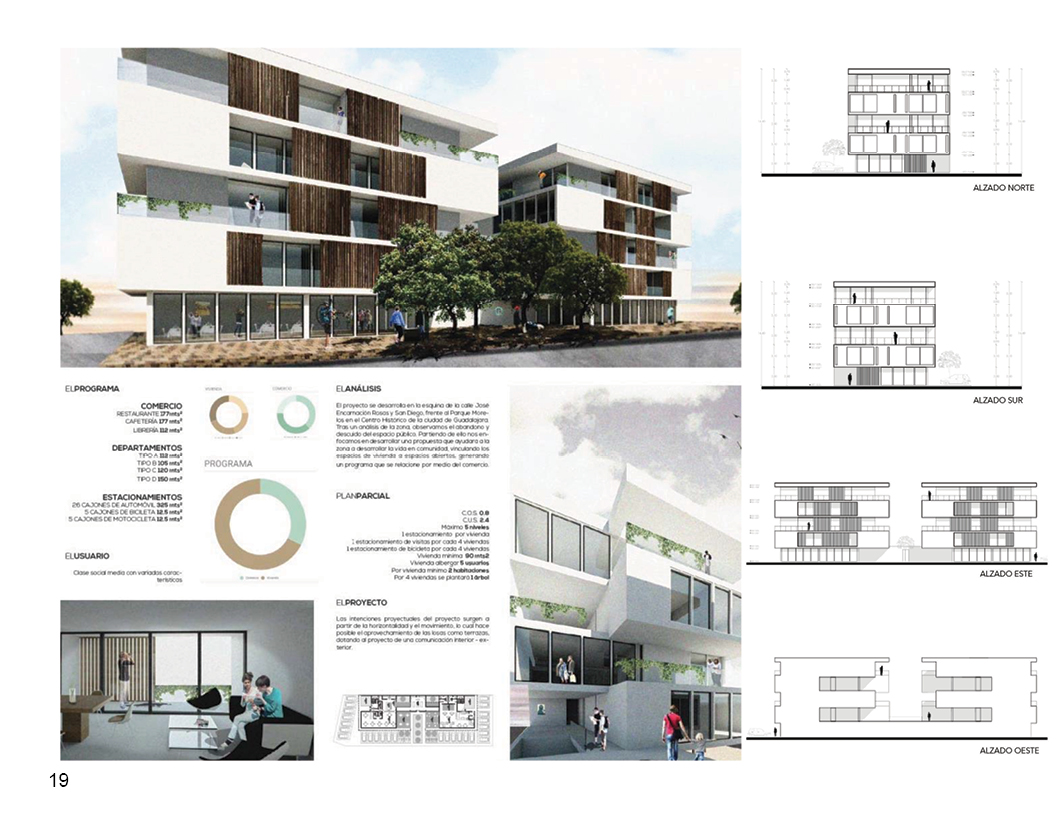 ALZADO NORTE
ALZADO SUR
ALZADO ESTE
ALZADO OESTE
ELPROGRAMA
COMERCIO
RESTAURANTE 177 mts²
CAFETERÍA 177 mts²
LIBRERÍA 112 mts²
DEPARTAMENTOS
TIPO A 112 mts²
TIPO B 105 mts²
TIPO C 120 mts²
TIPO D 150 mts²
ESTACIONAMIENTOS
26 CAJONES DE AUTOMÓVIL 325 mts²
5 CAJONES DE BICILETA 12.5 mts²
5 CAJONES DE MOTOCICLETA 12.5 mts²
ELUSUARIO
Clase social media con variadas carac-
terísticas
PROGRAMA
ELANÁLISIS
El proyecto se desarrolla en la esquina de la calle José
Encarnación Rosas y San Diego, frente al Parque More-
los en el Centro Histórico de la ciudad de Guadalajara.
Tras un análisis de la zona, observamos el abandono y
descuido del espacio público. Partiendo de ello nos en-
focamos en desarrollar una propuesta que ayudara a la
zona a desarrollar la vida en comunidad, vinculando los
espacios de vivienda a espacios abiertos, generando
un programa que se relacione por medio del comercio.
PLANPARCIAL
C.O.S. 0.8
C.U.S. 2.4
Máximo 5 niveles
1 estacionamiento por vivienda
1 estacionamiento de visitas por cada 4 viviendas
1 estacionamiento de bicicleta por cada 4 viviendas
Vivienda mínima 90 mts2
Vivienda albergar 5 usuarios
Por vivienda mínimo 2 habitaciones
Por 4 viviendas se plantará 1 árbol
ELPROYECTO
Las intenciones proyectuales del proyecto surgen a
partir de la horizontalidad y el movimiento, lo cual hace
posible el aprovechamiento de las losas como terrazas,
dotando al proyecto de una comunicación interior - ex-
terior.
19